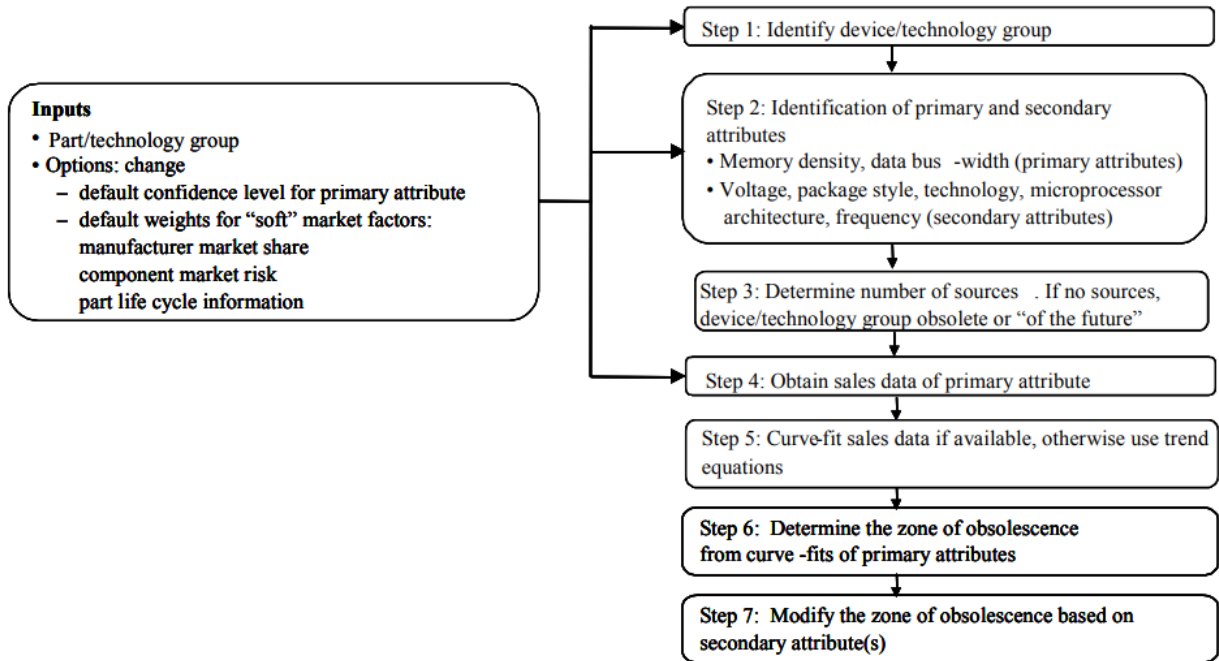 Inputs
• Part/technology group
• Options: change
– default confidence level for primary attribute
– default weights for “soft” market factors:
manufacturer market share
component market risk
part life cycle information
Step 1: Identify device/technology group
Step 2: Identification of primary and secondary
attributes
• Memory density, data bus -width (primary attributes)
• Voltage, package style, technology, microprocessor
architecture, frequency (secondary attributes)
Step 3: Determine number of sources . If no sources,
device/technology group obsolete or “of the future”
Step 4: Obtain sales data of primary attribute
Step 5: Curve-fit sales data if available, otherwise use trend
equations
Step 6: Determine the zone of obsolescence
from curve -fits of primary attributes
Step 7: Modify the zone of obsolescence based on
secondary attribute(s)